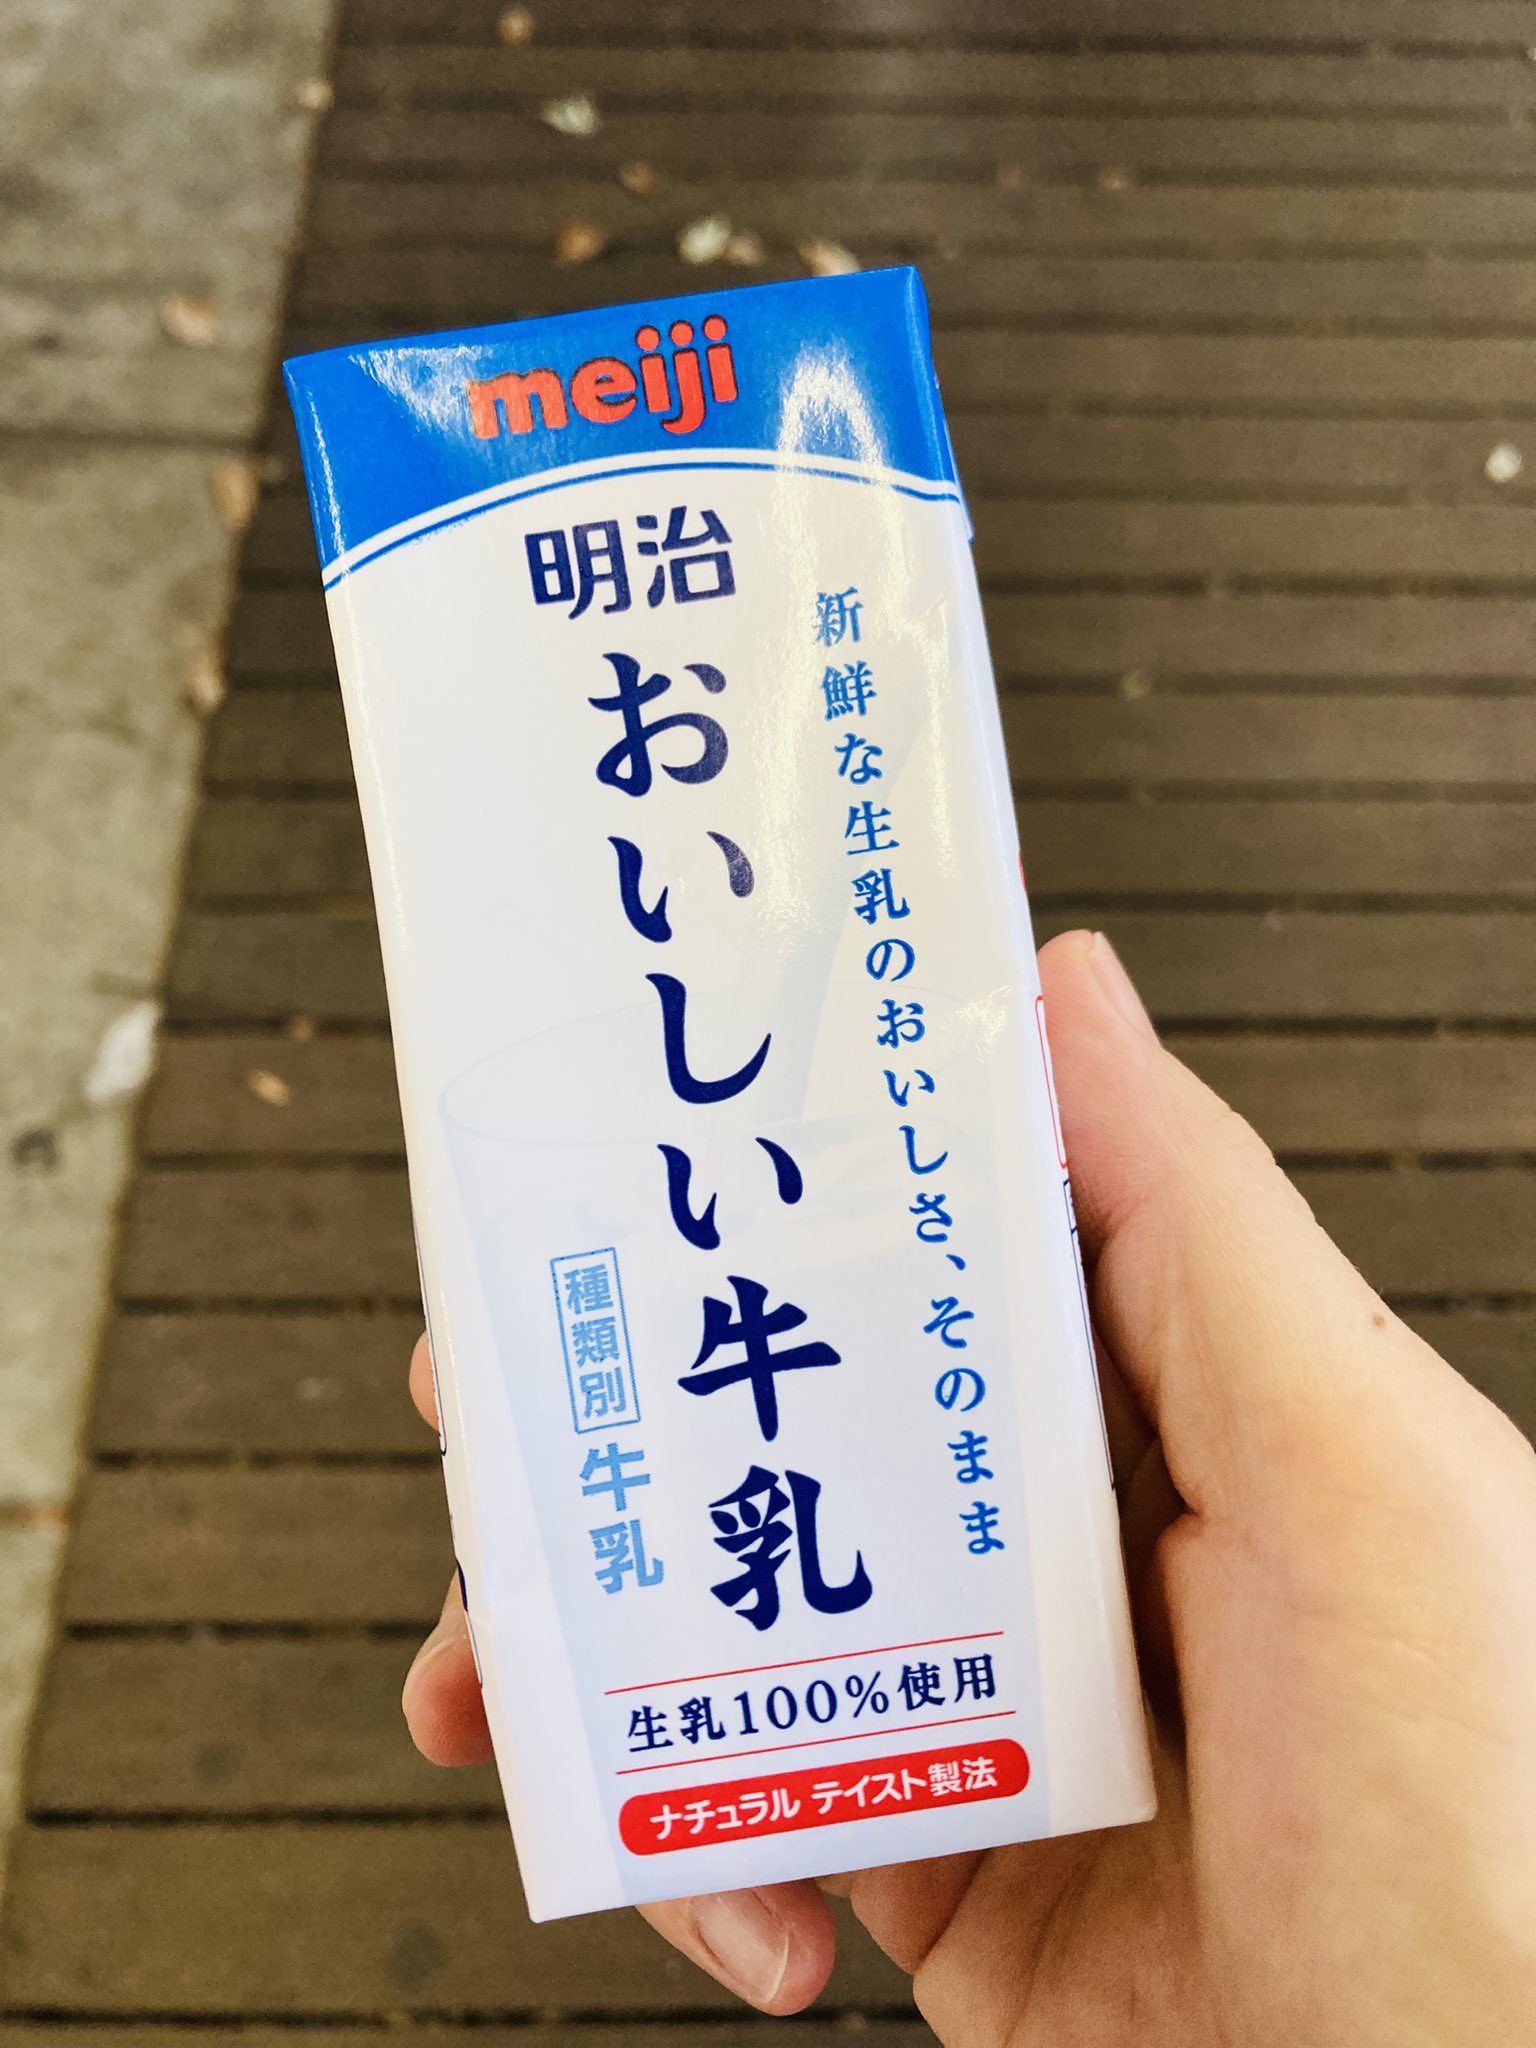 meiji
明治
おいしい牛乳
新鮮な生乳のおいしさ、そのまま
種類別
牛乳
生乳100%使用
ナチュラル テイスト製法